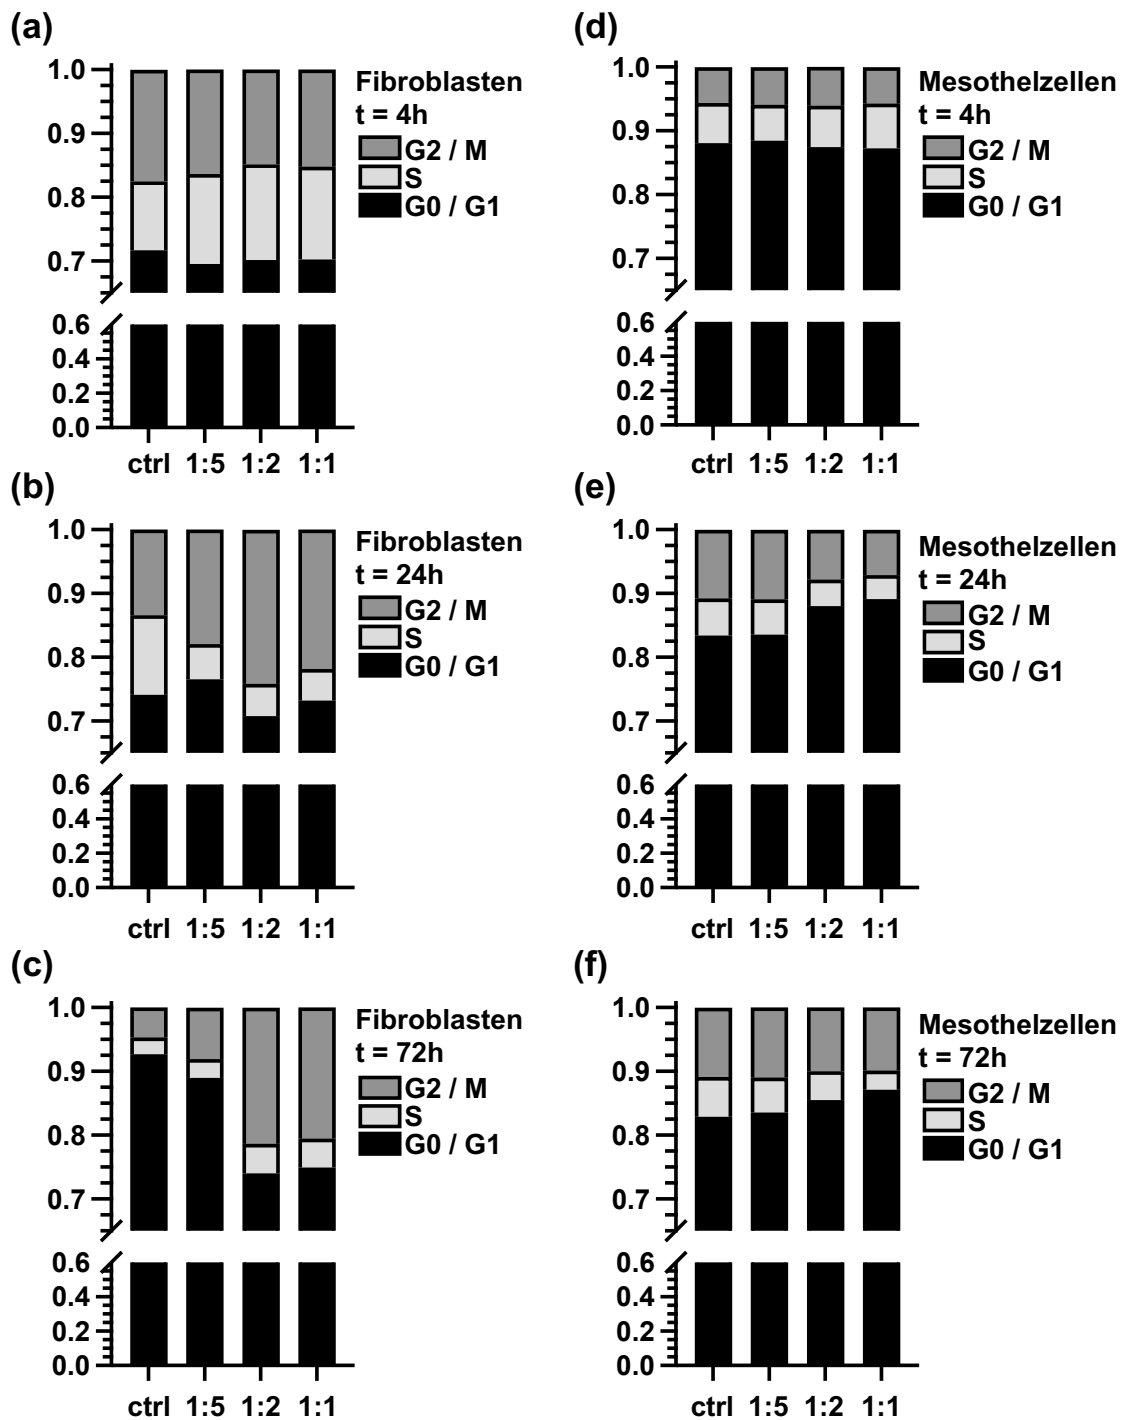 (a)
1.0
0.9
0.8
0.7
0.6
0.4
0.2
0.0
ctrl 1:5 1:2 1:1
Fibroblasten
t = 4h
G2 / M
S
G0 / G1
(d)
1.0
0.9
0.8
0.7
0.6
0.4
0.2
0.0
ctrl 1:5 1:2 1:1
Mesothelzellen
t = 4h
G2 / M
S
G0 / G1
(b)
1.0
0.9
0.8
0.7
0.6
0.4
0.2
0.0
ctrl 1:5 1:2 1:1
Fibroblasten
t = 24h
G2 / M
S
G0 / G1
(e)
1.0
0.9
0.8
0.7
0.6
0.4
0.2
0.0
ctrl 1:5 1:2 1:1
Mesothelzellen
t = 24h
G2 / M
S
G0 / G1
(c)
1.0
0.9
0.8
0.7
0.6
0.4
0.2
0.0
ctrl 1:5 1:2 1:1
Fibroblasten
t = 72h
G2 / M
S
G0 / G1
(f)
1.0
0.9
0.8
0.7
0.6
0.4
0.2
0.0
ctrl 1:5 1:2 1:1
Mesothelzellen
t = 72h
G2 / M
S
G0 / G1